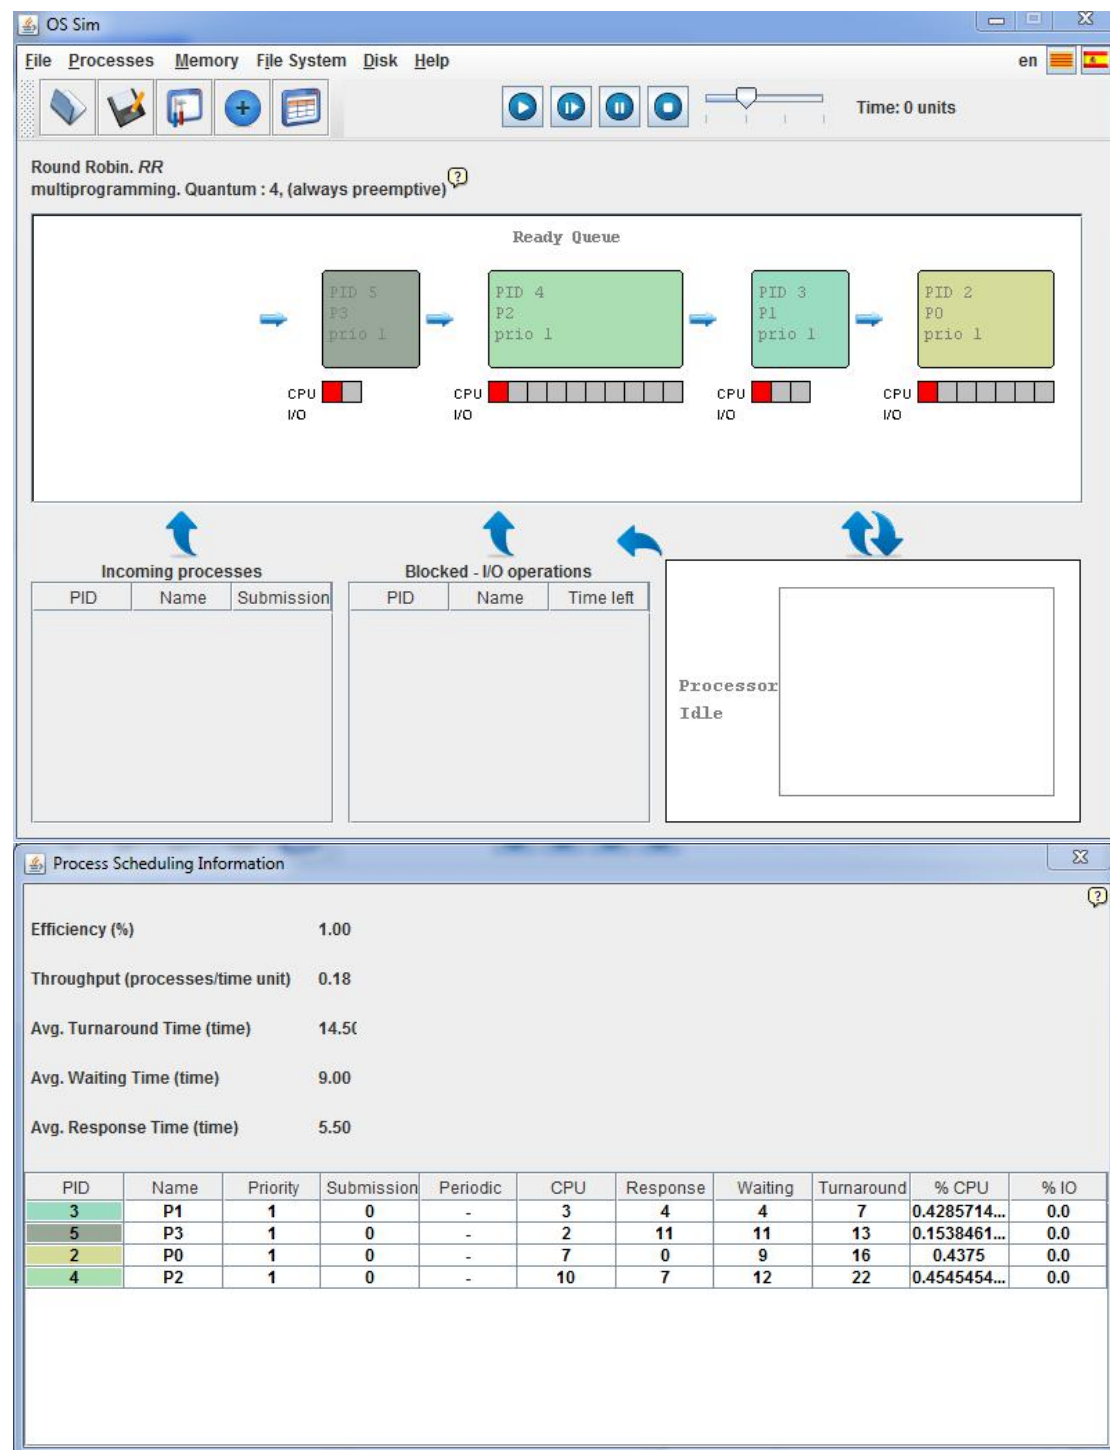 OS Sim
File Processes Memory File System Disk Help en
Time: 0 units
Round Robin. RR
multiprogramming. Quantum : 4, (always preemptive) ?
Ready Queue
PID 5 PID 4 PID 3 PID 2
P3 P2 P1 P0
prio 1 prio 1 prio 1 prio 1
CPU CPU CPU CPU
I/O I/O I/O I/O
Incoming processes Blocked - I/O operations
PID Name Submission PID Name Time left
Processor
Idle
Process Scheduling Information
?
Efficiency (%) 1.00
Throughput (processes/time unit) 0.18
Avg. Turnaround Time (time) 14.50
Avg. Waiting Time (time) 9.00
Avg. Response Time (time) 5.50
PID Name Priority Submission Periodic CPU Response Waiting Turnaround % CPU % IO
3 P1 1 0 - 3 4 4 7 0.4285714... 0.0
5 P3 1 0 - 2 11 11 13 0.1538461... 0.0
2 P0 1 0 - 7 0 9 16 0.4375 0.0
4 P2 1 0 - 10 7 12 22 0.4545454... 0.0